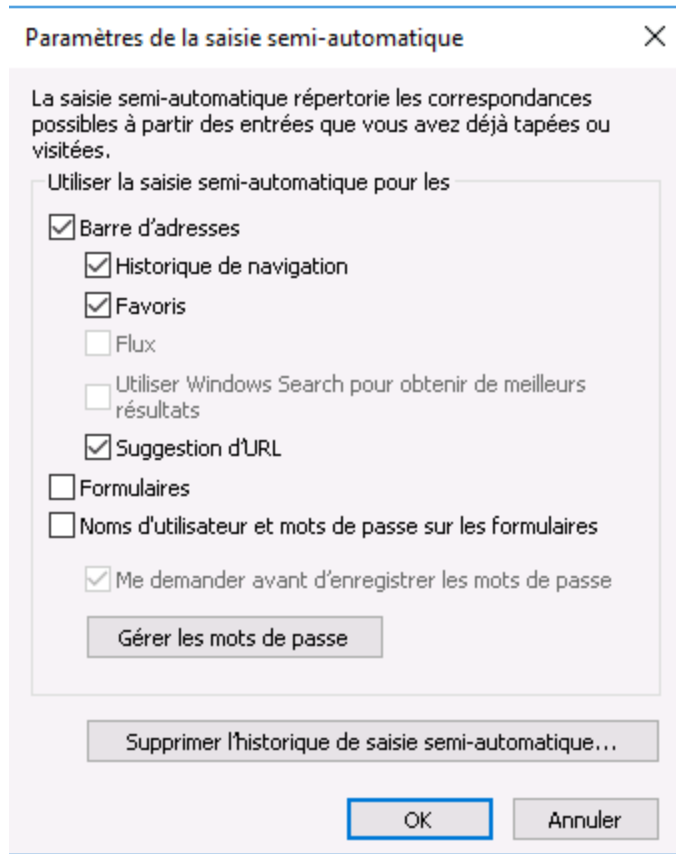 Paramètres de la saisie semi-automatique
La saisie semi-automatique répertorie les correspondances
possibles à partir des entrées que vous avez déjà tapées ou
visitées.
Utiliser la saisie semi-automatique pour les
Barre d’adresses
Historique de navigation
Favoris
Flux
Utiliser Windows Search pour obtenir de meilleurs
résultats
Suggestion d’URL
Formulaires
Noms d'utilisateur et mots de passe sur les formulaires
Me demander avant d’enregistrer les mots de passe
Gérer les mots de passe
Supprimer l’historique de saisie semi-automatique...
OK
Annuler